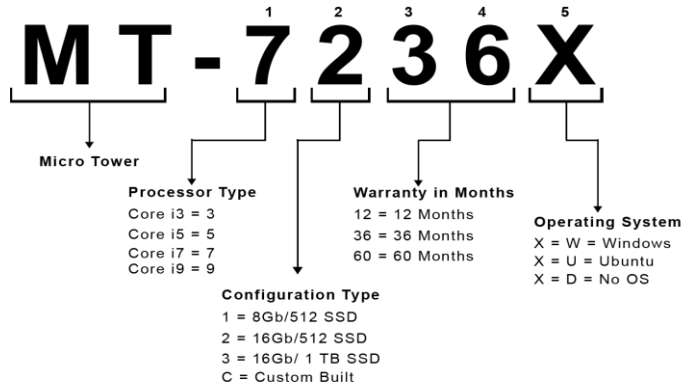 1 2 3 4 5
MT-7236X
Micro Tower
Processor Type
Core i3 = 3
Core i5 = 5
Core i7 = 7
Core i9 = 9
Configuration Type
1 = 8Gb/512 SSD
2 = 16Gb/512 SSD
3 = 16Gb/ 1 TB SSD
C = Custom Built
Warranty in Months
12 = 12 Months
36 = 36 Months
60 = 60 Months
Operating System
X = W = Windows
X = U = Ubuntu
X = D = No OS